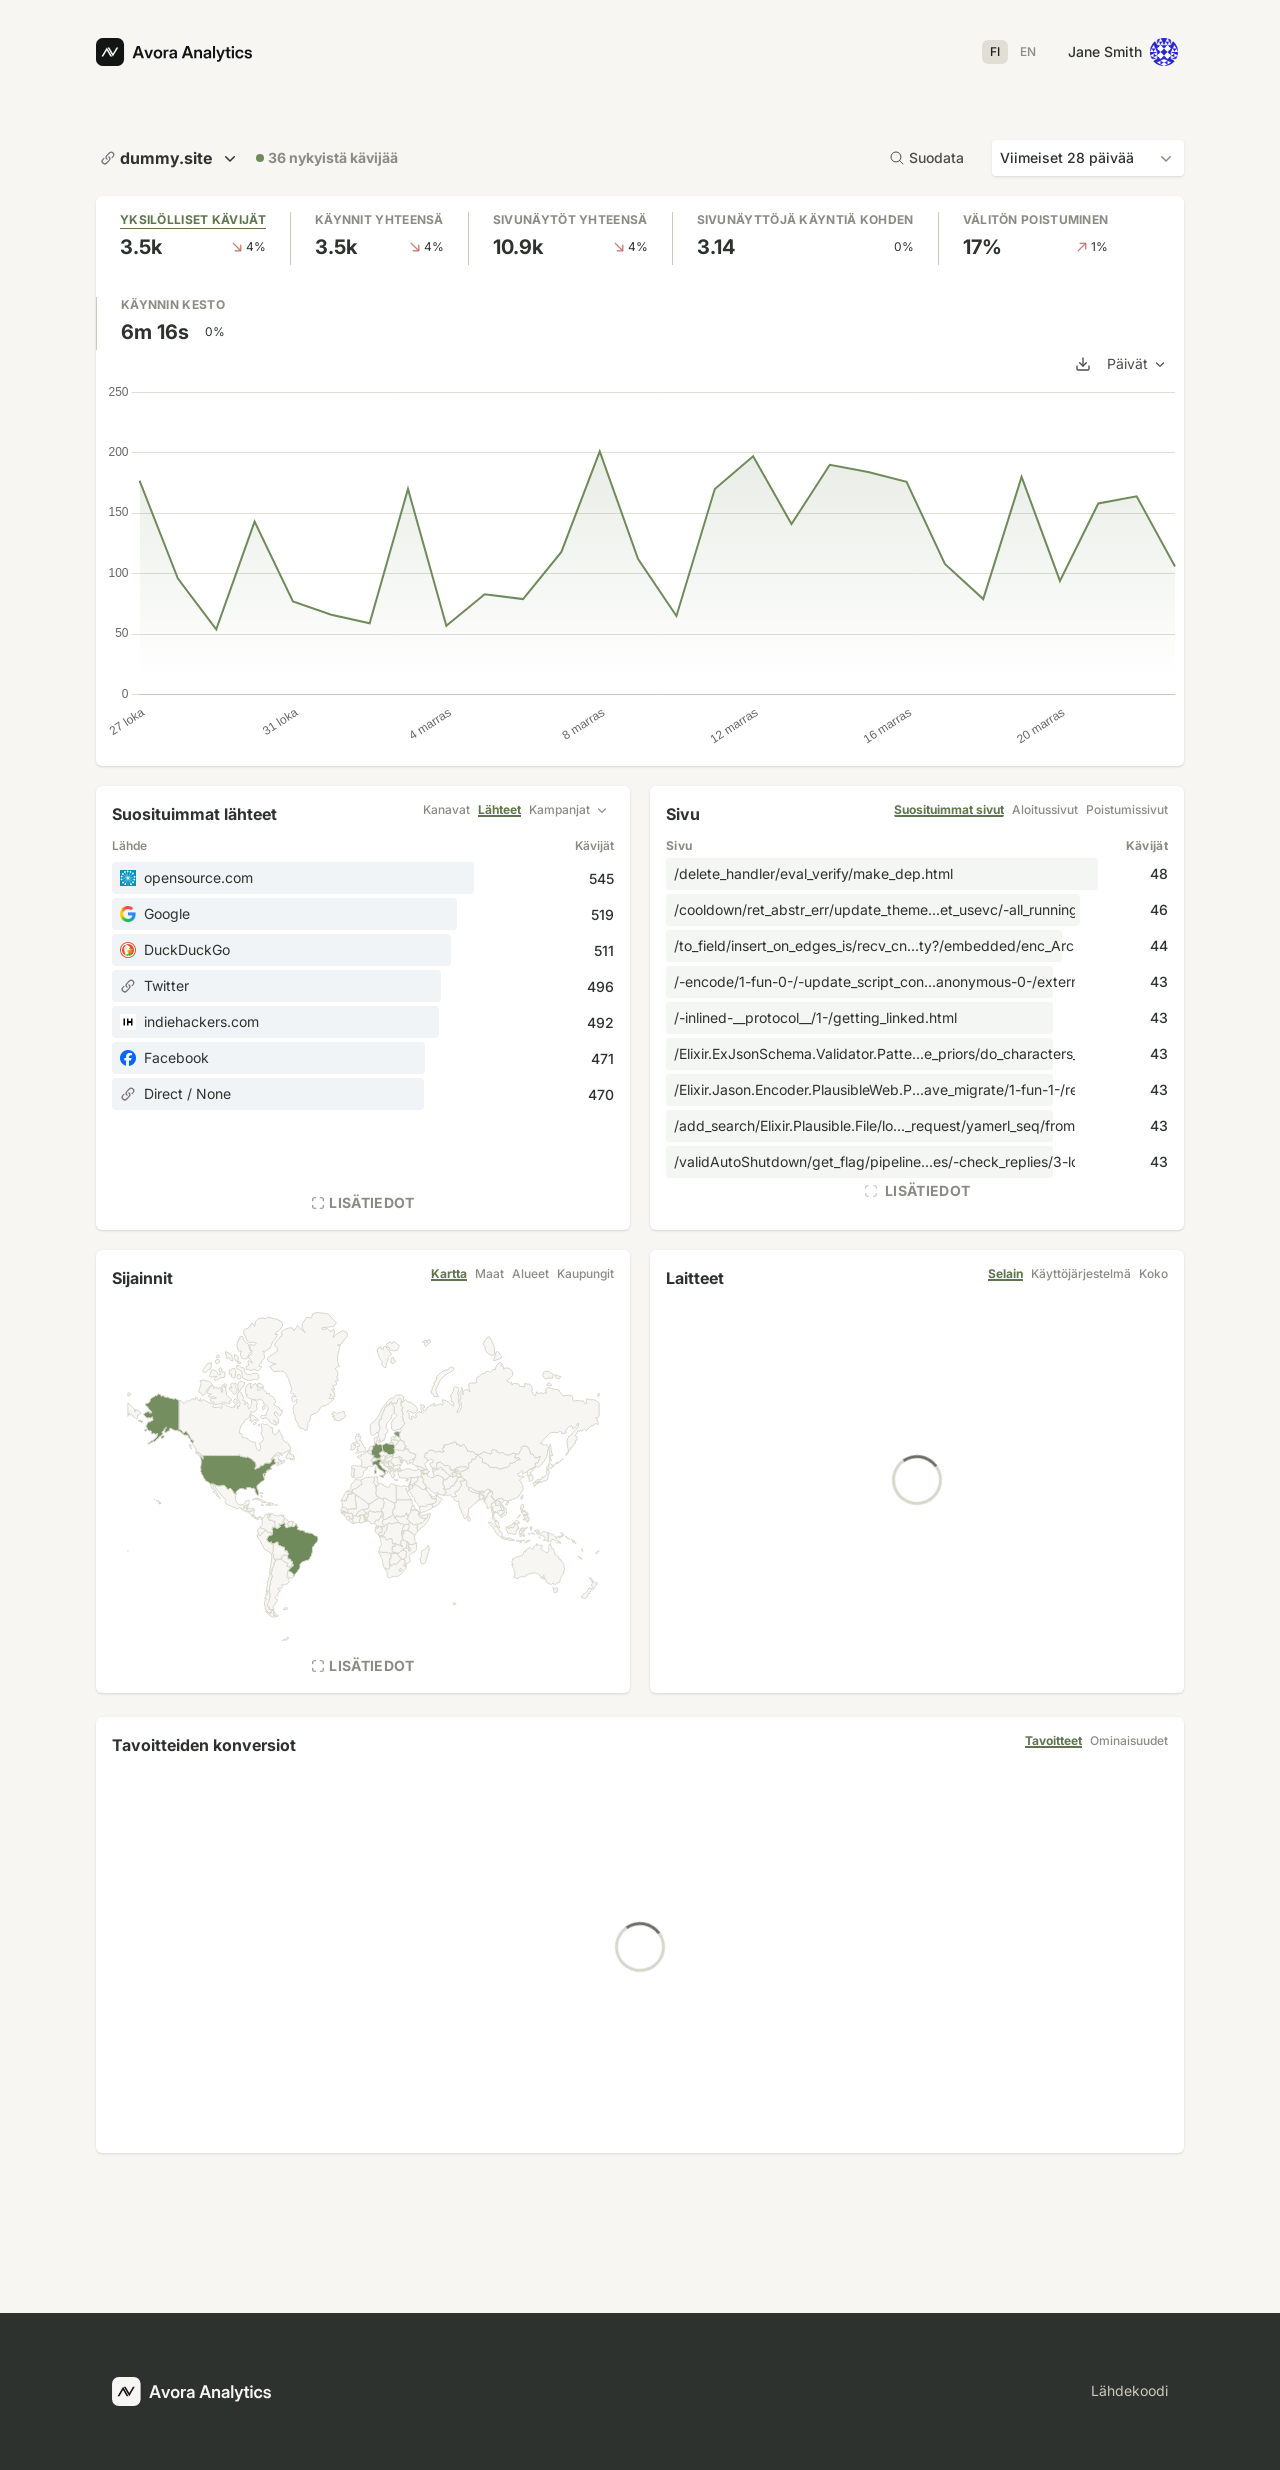 Avora Analytics
FI EN Jane Smith
dummy.site 36 nykyistä kävijää Suodata Viimeiset 28 päivää
YKSILÖLLISET KÄVIJÄT KÄYNNIT YHTEENSÄ SIVUNÄYTÖT YHTEENSÄ SIVUNÄYTTÖJÄ KÄYNTIÄ KOHDEN VÄLITÖN POISTUMINEN
3.5k 4% 3.5k 4% 10.9k 4% 3.14 0% 17% 1%
KÄYNNIN KESTO
6m 16s 0%
Päivät
250
200
150
100
50
0
27 loka 31 loka 4 marras 8 marras 12 marras 16 marras 20 marras
Suosituimmat lähteet Kanavat Lähteet Kampanjat
Lähde Kävijät
opensource.com 545
Google 519
DuckDuckGo 511
Twitter 496
indiehackers.com 492
Facebook 471
Direct / None 470
LISÄTIEDOT
Sivu Suosituimmat sivut Aloitussivut Poistumissivut
Sivu Kävijät
/delete_handler/eval_verify/make_dep.html 48
/cooldown/ret_abstr_err/update_theme...et_usevc/-all_running 46
/to_field/insert_on_edges_is/recv_cn...ty?/embedded/enc_Arc 44
/-encode/1-fun-0-/-update_script_con...anonymous-0-/extern 43
/-inlined-__protocol__/1-/getting_linked.html 43
/Elixir.ExJsonSchema.Validator.Patte...e_priors/do_characters_ 43
/Elixir.Jason.Encoder.PlausibleWeb.P...ave_migrate/1-fun-1-/re 43
/add_search/Elixir.Plausible.File/lo..._request/yamerl_seq/from 43
/validAutoShutdown/get_flag/pipeline...es/-check_replies/3-lc 43
LISÄTIEDOT
Sijainnit Kartta Maat Alueet Kaupungit
LISÄTIEDOT
Laitteet Selain Käyttöjärjestelmä Koko
Tavoitteiden konversiot Tavoitteet Ominaisuudet
Avora Analytics Lähdekoodi